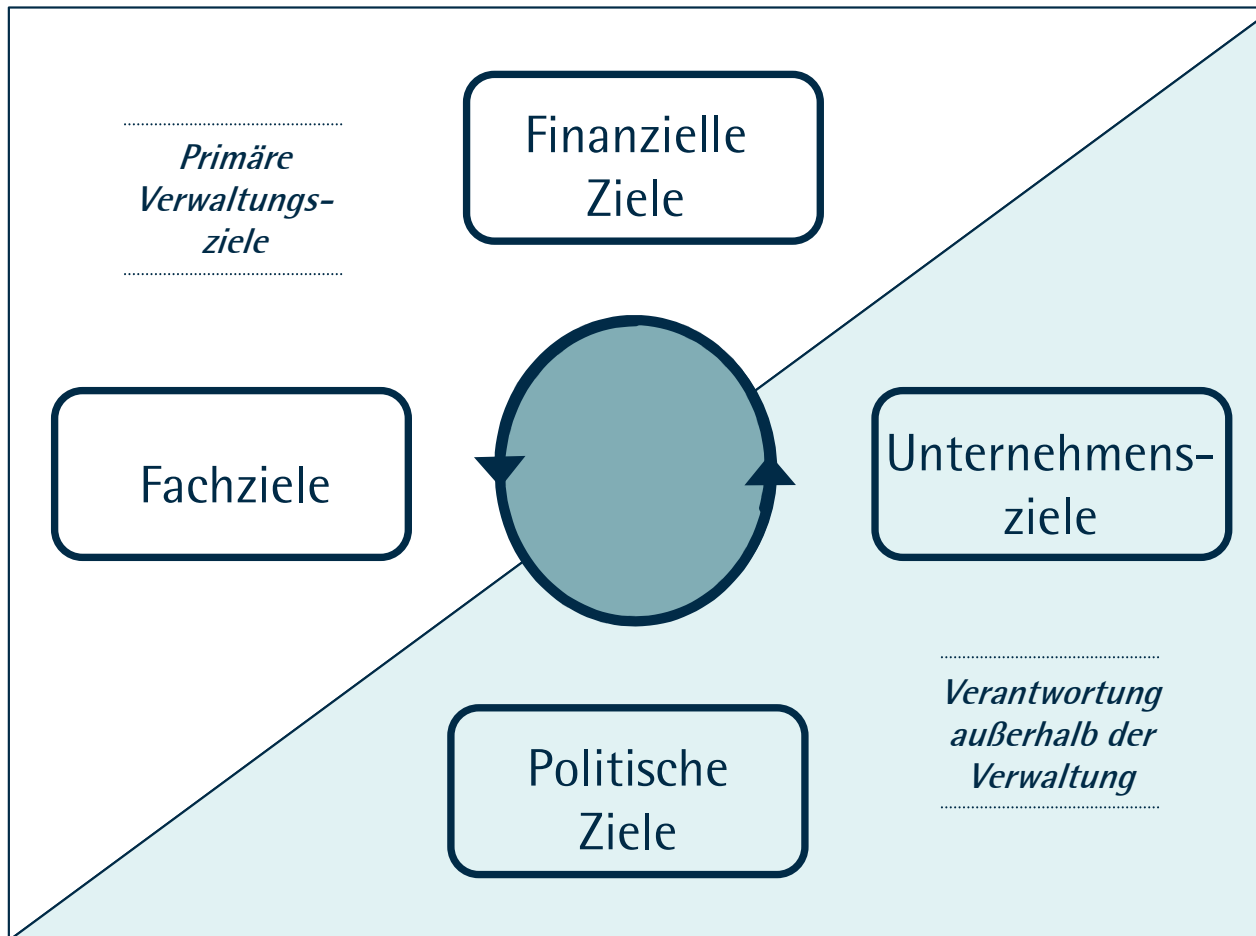 Finanzielle
Ziele
Primäre
Verwaltungs-
ziele
Fachziele
Unternehmens-
ziele
Verantwortung
außerhalb der
Verwaltung
Politische
Ziele